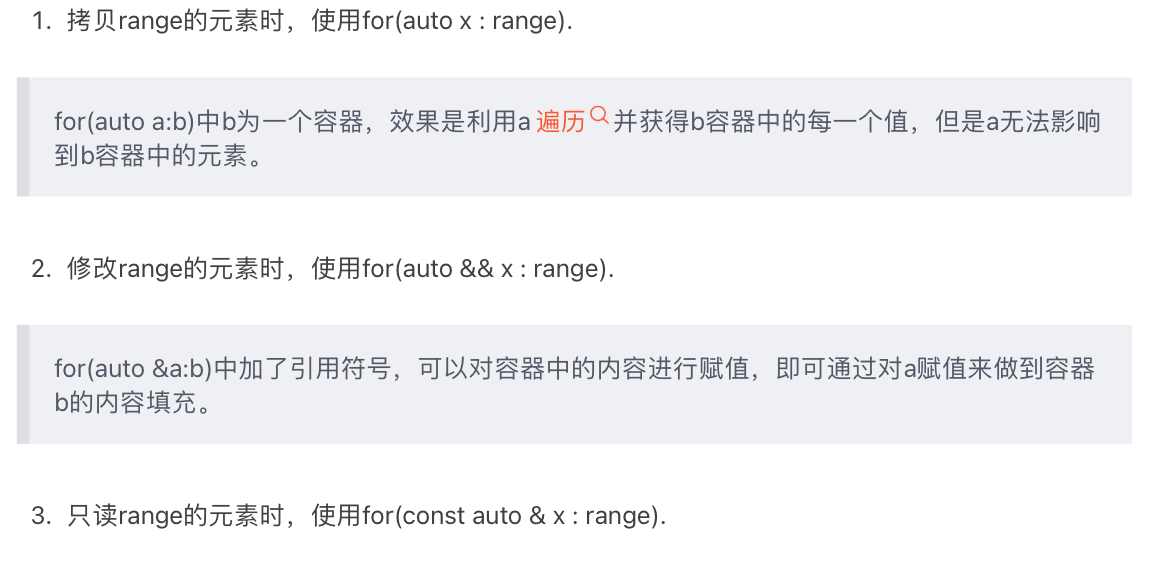 1. 拷贝range的元素时，使用for(auto x : range).
for(auto a:b)中b为一个容器，效果是利用a遍历并获得b容器中的每一个值，但是a无法影响
到b容器中的元素。
2. 修改range的元素时，使用for(auto && x : range).
for(auto &a:b)中加了引用符号，可以对容器中的内容进行赋值，即可通过对a赋值来做到容器
b的内容填充。
3. 只读range的元素时，使用for(const auto & x : range).